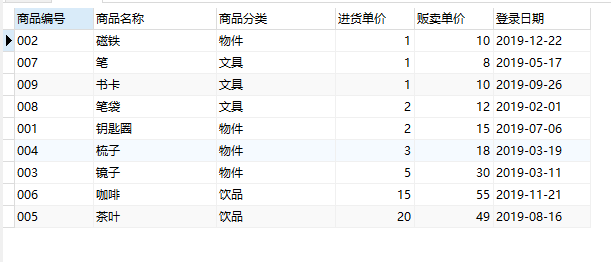 商品编号 商品名称 商品分类 进货单价 贩卖单价 登录日期
002 磁铁 物件 1 10 2019-12-22
007 笔 文具 1 8 2019-05-17
009 书卡 文具 1 10 2019-09-26
008 笔袋 文具 2 12 2019-02-01
001 钥匙圈 物件 2 15 2019-07-06
004 梳子 物件 3 18 2019-03-19
003 镜子 物件 5 30 2019-03-11
006 咖啡 饮品 15 55 2019-11-21
005 茶叶 饮品 20 49 2019-08-16